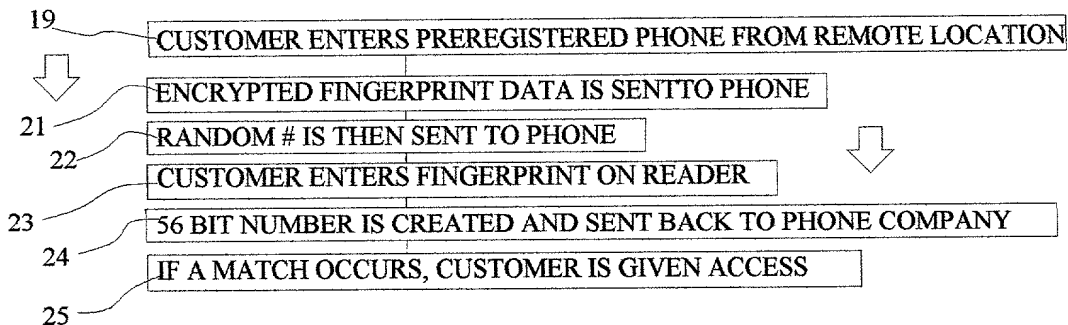 19 CUSTOMER ENTERS PREREGISTERED PHONE FROM REMOTE LOCATION
21 ENCRYPTED FINGERPRINT DATA IS SENTTO PHONE
22 RANDOM # IS THEN SENT TO PHONE
23 CUSTOMER ENTERS FINGERPRINT ON READER
24 56 BIT NUMBER IS CREATED AND SENT BACK TO PHONE COMPANY
25 IF A MATCH OCCURS, CUSTOMER IS GIVEN ACCESS